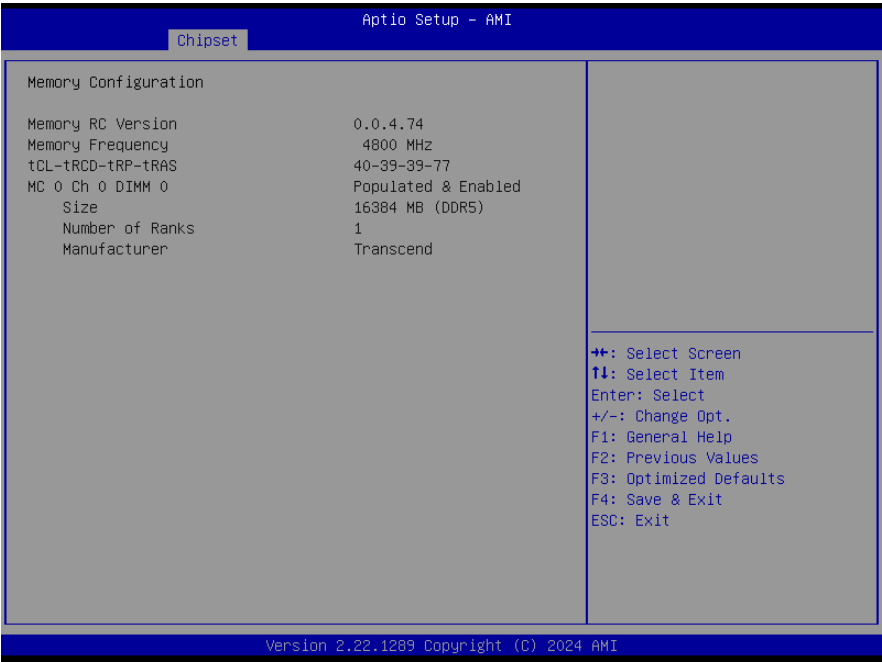 Aptio Setup – AMI
Chipset
Memory Configuration
Memory RC Version 0.0.4.74
Memory Frequency 4800 MHz
tCL-tRCD-tRP-tRAS 40-39-39-77
MC 0 Ch 0 DIMM 0 Populated & Enabled
Size 16384 MB (DDR5)
Number of Ranks 1
Manufacturer Transcend
→←: Select Screen
↑↓: Select Item
Enter: Select
+/-: Change Opt.
F1: General Help
F2: Previous Values
F3: Optimized Defaults
F4: Save & Exit
ESC: Exit
Version 2.22.1289 Copyright (C) 2024 AMI